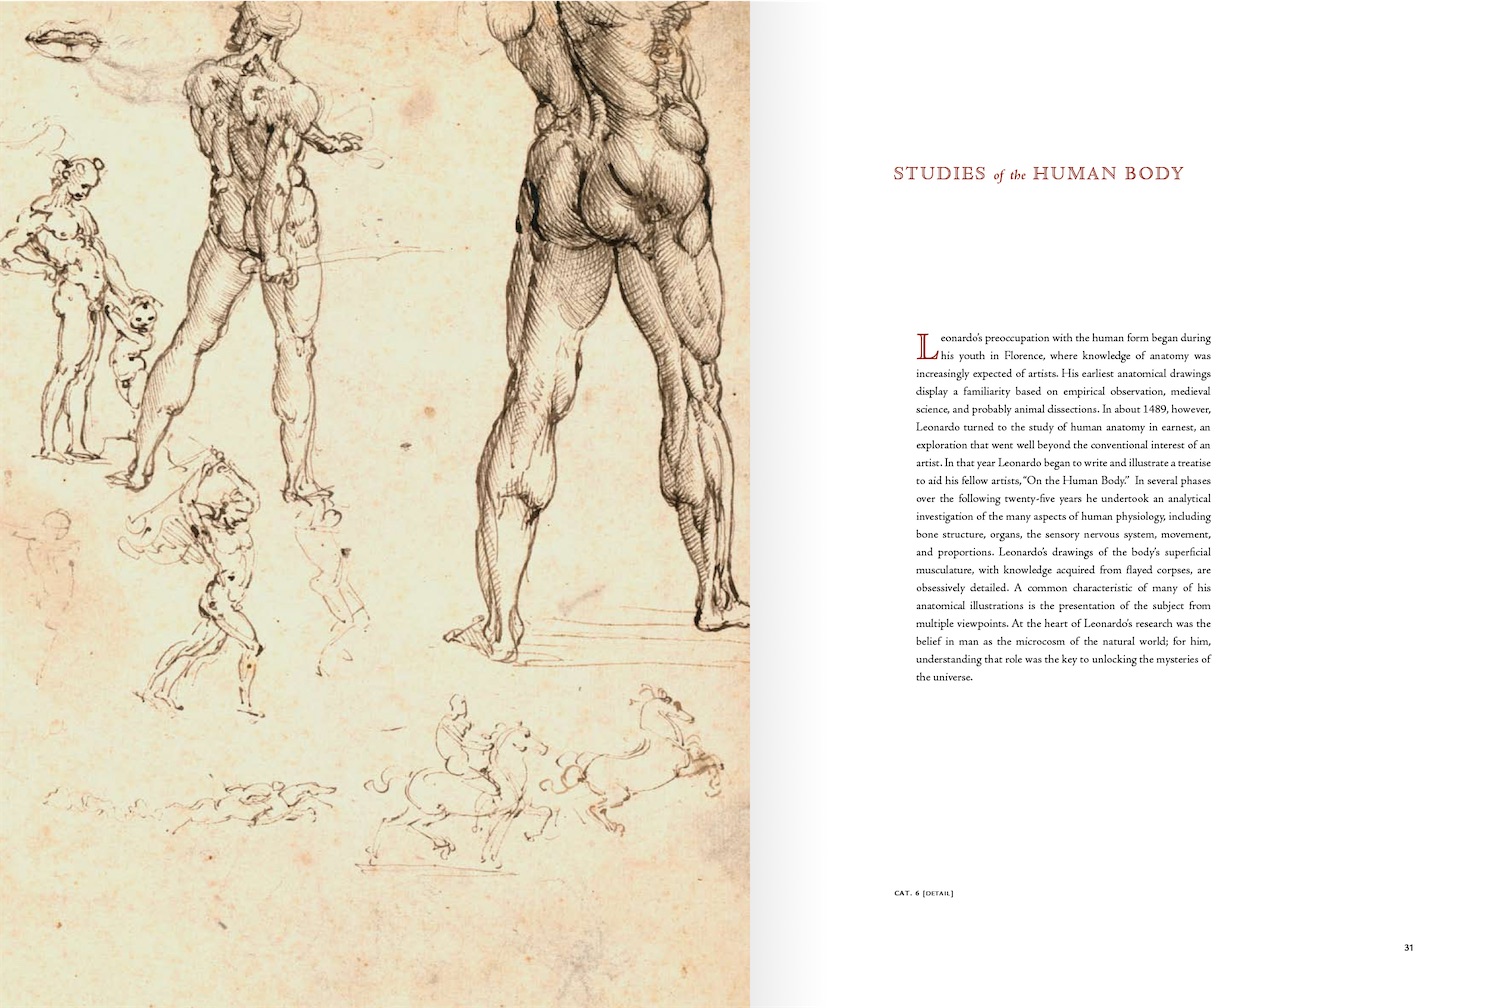 STUDIES of the HUMAN BODY
Leonardo's preoccupation with the human form began during
his youth in Florence, where knowledge of anatomy was
increasingly expected of artists. His earliest anatomical drawings
display a familiarity based on empirical observation, medieval
science, and probably animal dissections. In about 1489, however,
Leonardo turned to the study of human anatomy in earnest, an
exploration that went well beyond the conventional interest of an
artist. In that year Leonardo began to write and illustrate a treatise
to aid his fellow artists, “On the Human Body.” In several phases
over the following twenty-five years he undertook an analytical
investigation of the many aspects of human physiology, including
bone structure, organs, the sensory nervous system, movement,
and proportions. Leonardo's drawings of the body's superficial
musculature, with knowledge acquired from flayed corpses, are
obsessively detailed. A common characteristic of many of his
anatomical illustrations is the presentation of the subject from
multiple viewpoints. At the heart of Leonardo's research was the
belief in man as the microcosm of the natural world; for him,
understanding that role was the key to unlocking the mysteries of
the universe.
CAT. 6 [DETAIL]
31